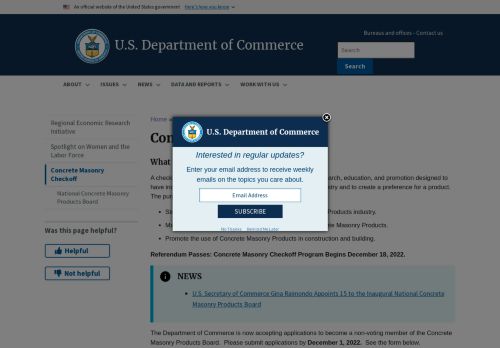 An official website of the United States government Here's how you know
U.S. Department of Commerce
Bureaus and offices - Contact us
Search
Search
ABOUT ISSUES NEWS DATA AND REPORTS WORK WITH US
Regional Economic Research Initiative
Spotlight on Women and the Labor Force
Concrete Masonry Checkoff
National Concrete Masonry Products Board
Was this page helpful?
Helpful
Not helpful
Home
U.S. Department of Commerce
Interested in regular updates?
Enter your email address to receive weekly
emails on the topics you care about.
Email Address
SUBSCRIBE
No Thanks Remind Me Later
Con
What
A check arch, education, and promotion designed to
have in try and to create a preference for a product.
The pur
Products industry.
te Masonry Products.
Promote the use of Concrete Masonry Products in construction and building.
Referendum Passes: Concrete Masonry Checkoff Program Begins December 18, 2022.
NEWS
U.S. Secretary of Commerce Gina Raimondo Appoints 15 to the Inaugural National Concrete
Masonry Products Board
The Department of Commerce is now accepting applications to become a non-voting member of the Concrete
Masonry Products Board. Please submit applications by December 1, 2022. See the form below,